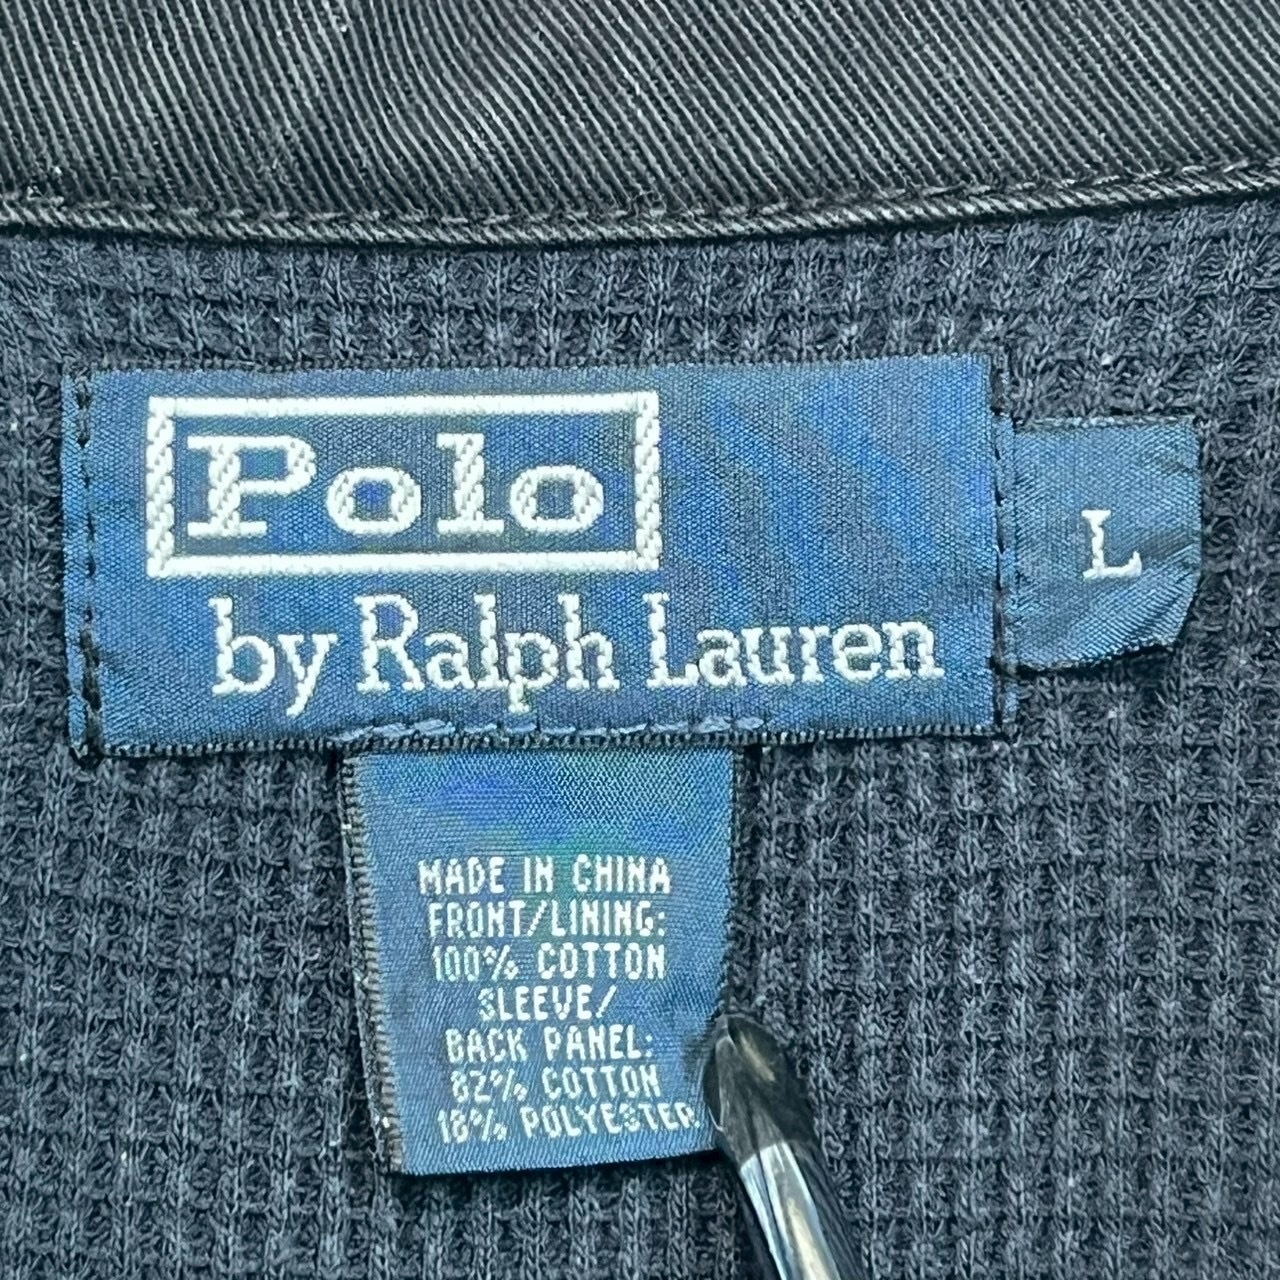 Polo
by Ralph Lauren
L
MADE IN CHINA
FRONT/LINING:
100% COTTON
SLEEVE/
BACK PANEL:
82% COTTON
18% POLYESTER